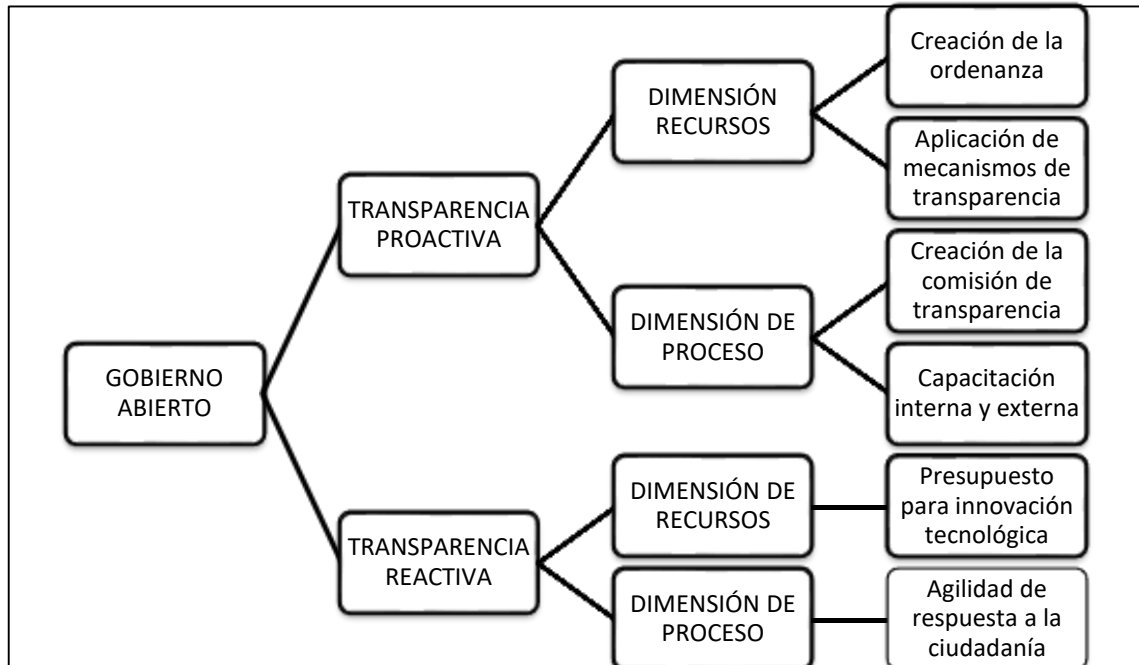 GOBIERNO
ABIERTO
TRANSPARENCIA
PROACTIVA
DIMENSIÓN
RECURSOS
Creación de la
ordenanza
Aplicación de
mecanismos de
transparencia
DIMENSIÓN DE
PROCESO
Creación de la
comisión de
transparencia
Capacitación
interna y externa
TRANSPARENCIA
REACTIVA
DIMENSIÓN DE
RECURSOS
Presupuesto
para innovación
tecnológica
DIMENSIÓN DE
PROCESO
Agilidad de
respuesta a la
ciudadanía